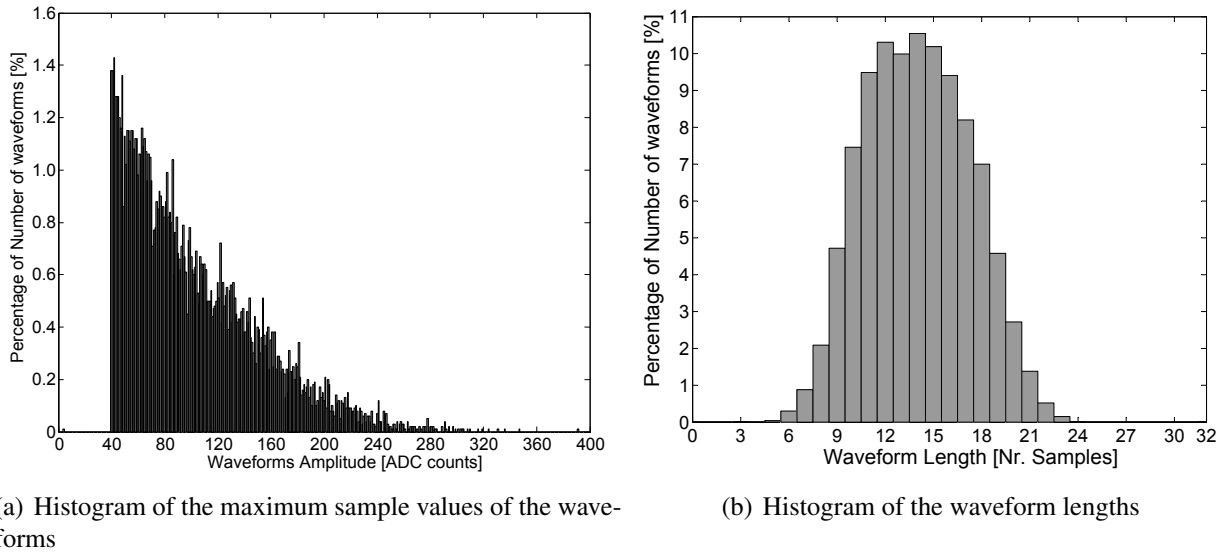 1.6
1.4
1.2
1.0
0.8
0.6
0.4
0.2
0
Percentage of Number of waveforms [%]
0 40 80 120 160 200 240 280 320 360 400
Waveforms Amplitude [ADC counts]
(a) Histogram of the maximum sample values of the wave-
forms
11
10
9
8
7
6
5
4
3
2
1
0
Percentage of Number of waveforms [%]
0 3 6 9 12 15 18 21 24 27 30 32
Waveform Length [Nr. Samples]
(b) Histogram of the waveform lengths